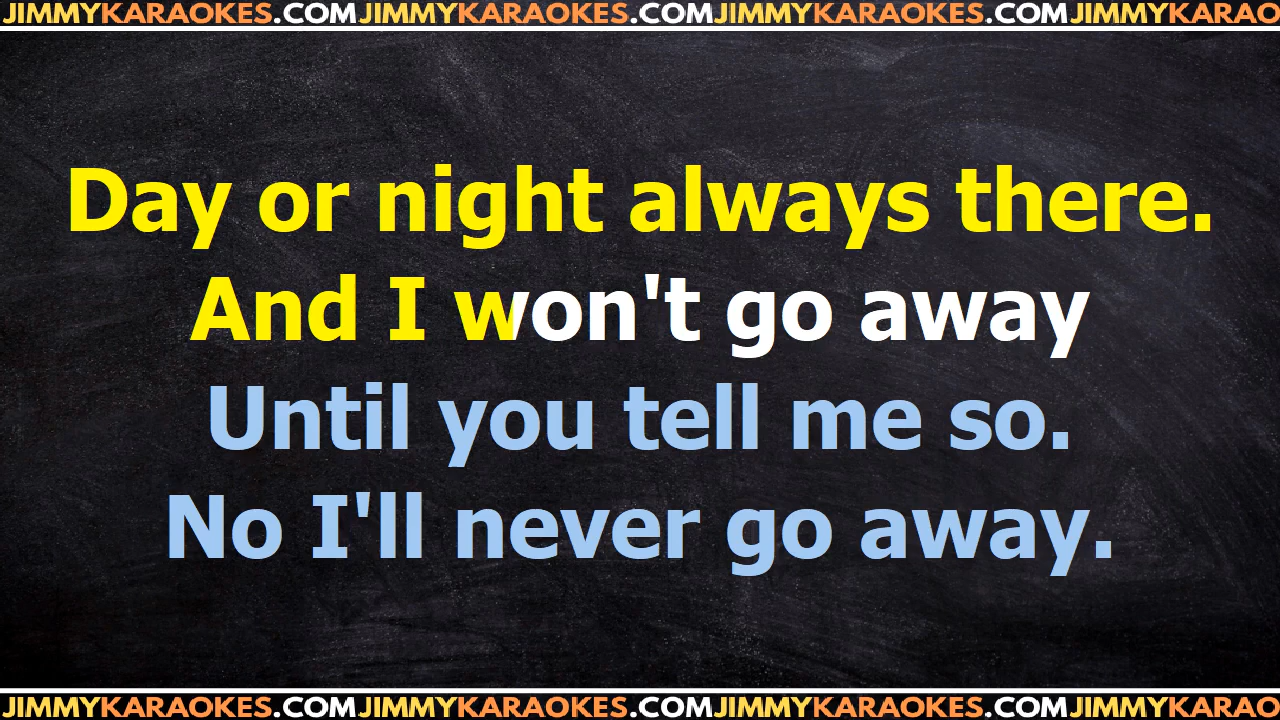 JIMMYKARAOKES.COMJIMMYKARAOKES.COMJIMMYKARAOKES.COMJIMMYKARAO
Day or night always there.
And I won't go away
Until you tell me so.
No I'll never go away.
JIMMYKARAOKES.COMJIMMYKARAOKES.COMJIMMYKARAOKES.COMJIMMYKARAO